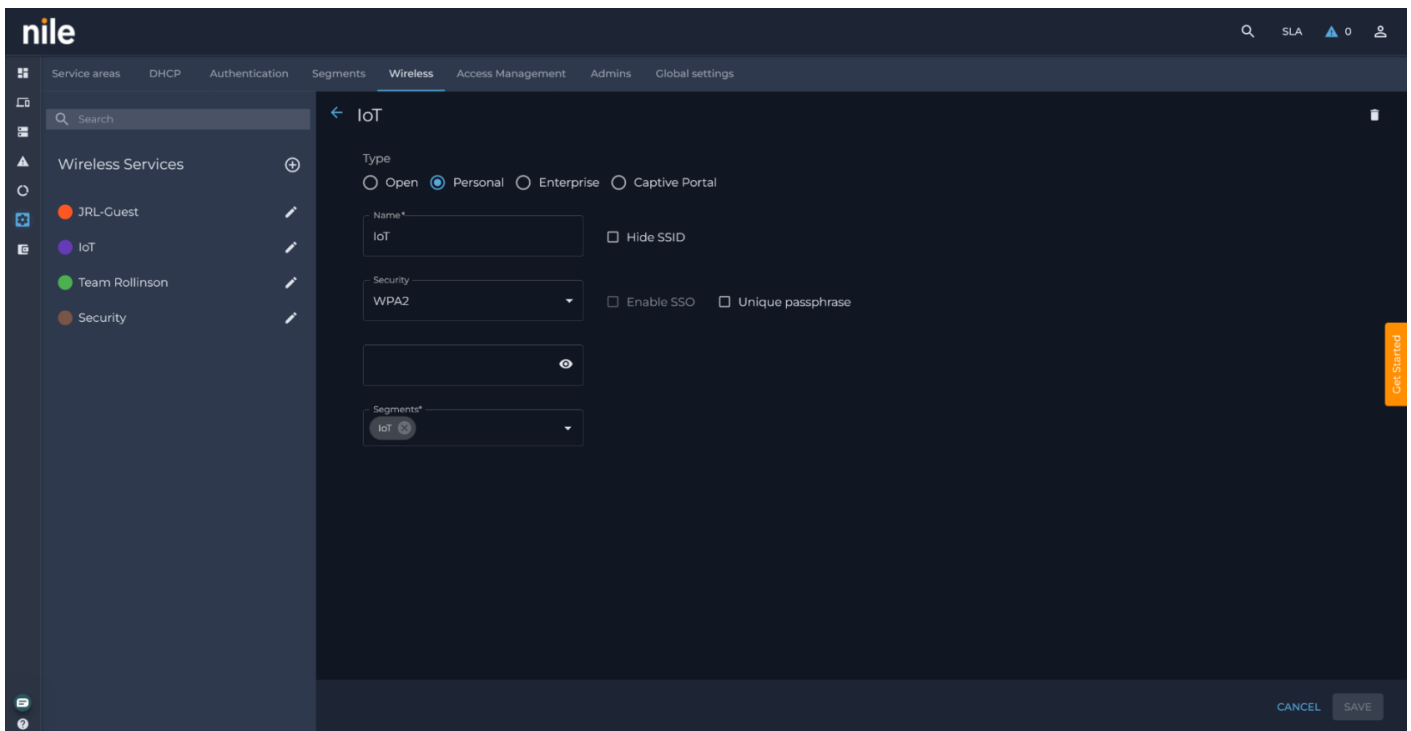 nile
SLA 0
Service areas DHCP Authentication Segments Wireless Access Management Admins Global settings
Search
Wireless Services
JRL-Guest
IoT
Team Rollinson
Security
IoT
Type
Open Personal Enterprise Captive Portal
Name*
IoT
Hide SSID
Security
WPA2
Enable SSO Unique passphrase
Segments*
IoT
Get Started
CANCEL SAVE